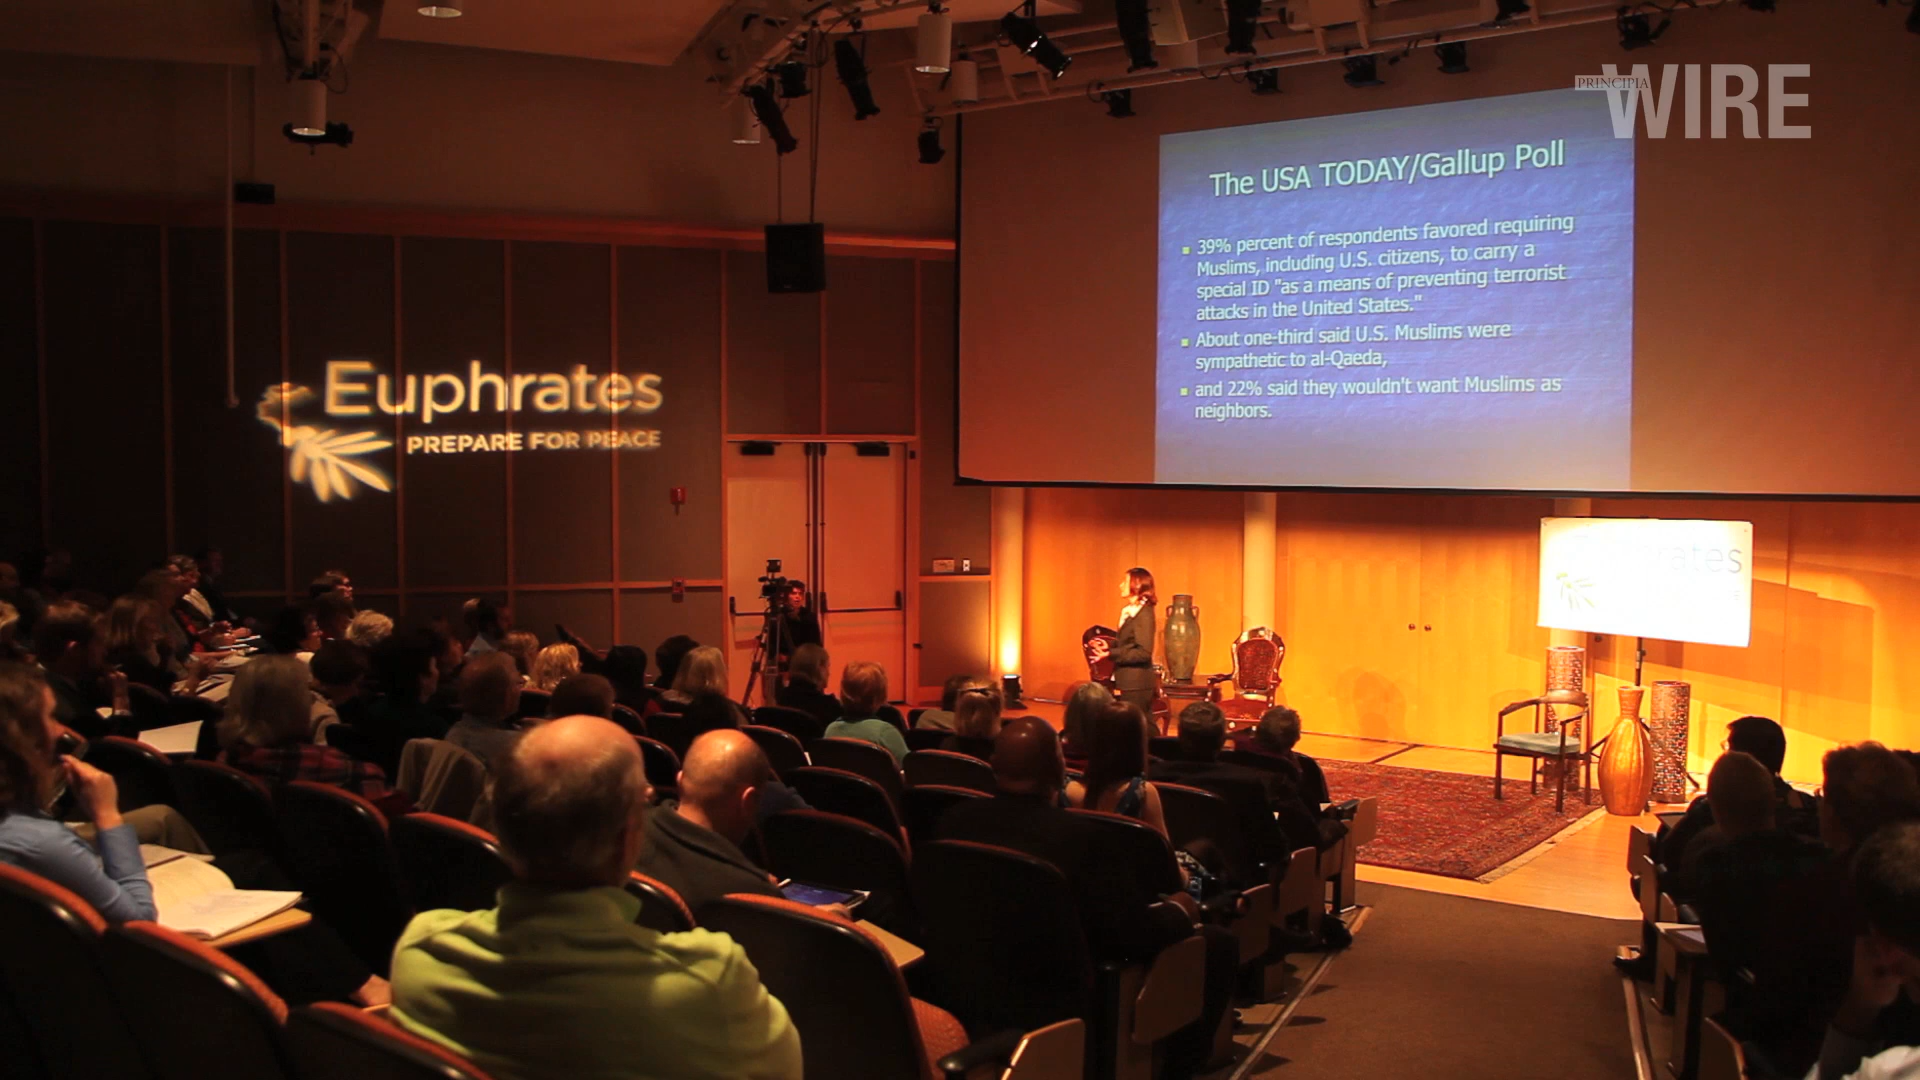 PRINCIPIA
WIRE
The USA TODAY/Gallup Poll
39% percent of respondents favored requiring
Muslims, including U.S. citizens, to carry a
special ID "as a means of preventing terrorist
attacks in the United States."
About one-third said U.S. Muslims were
sympathetic to al-Qaeda,
and 22% said they wouldn't want Muslims as
neighbors.
Euphrates
PREPARE FOR PEACE